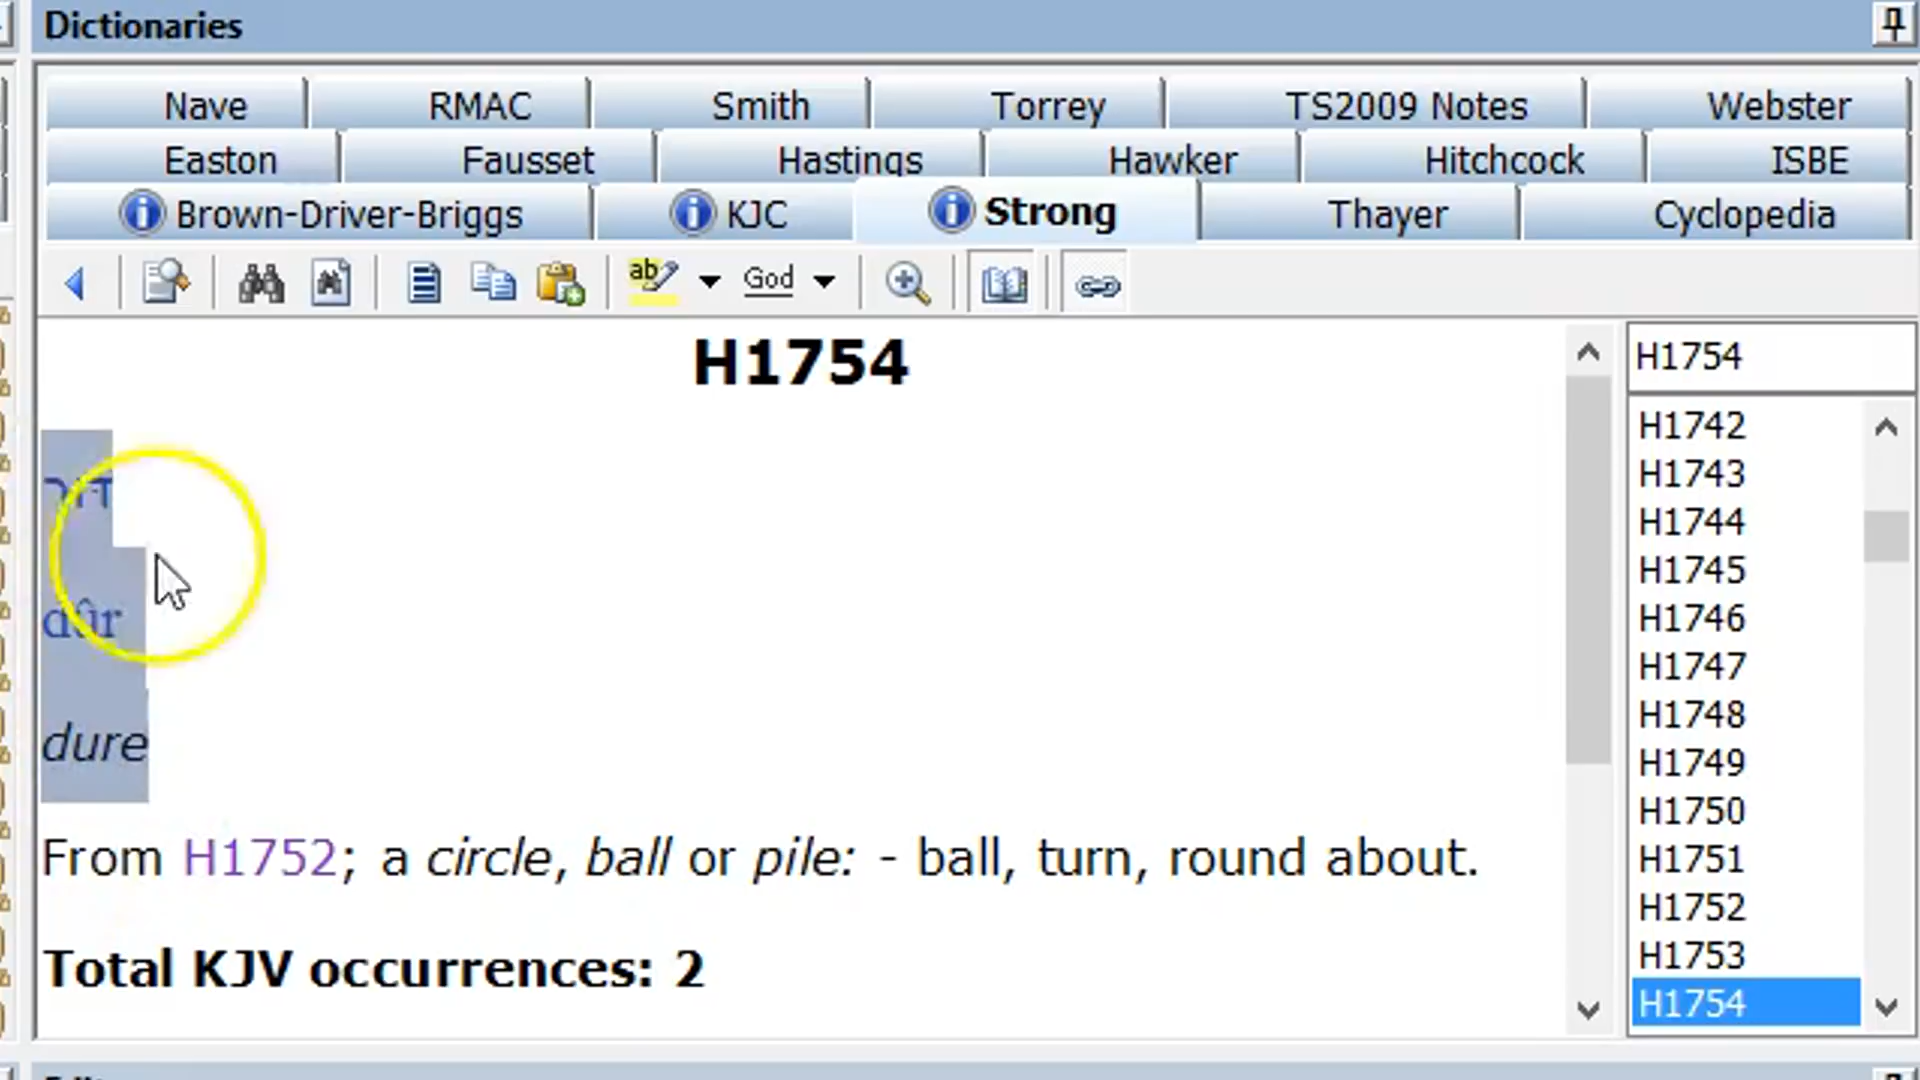 Dictionaries
Nave RMAC Smith Torrey TS2009 Notes Webster
Easton Fausset Hastings Hawker Hitchcock ISBE
Brown-Driver-Briggs KJC Strong Thayer Cyclopedia
ab God
H1754
דּוּר
dûr
dure
From H1752; a circle, ball or pile: - ball, turn, round about.
Total KJV occurrences: 2
H1754
H1742
H1743
H1744
H1745
H1746
H1747
H1748
H1749
H1750
H1751
H1752
H1753
H1754